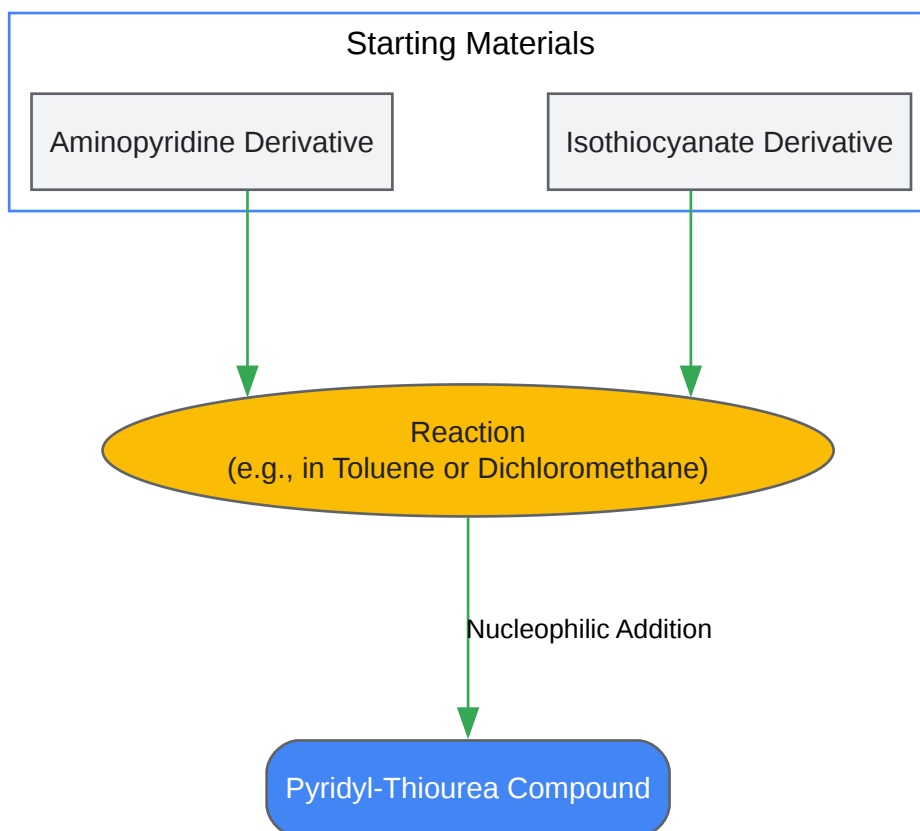 Starting Materials
Aminopyridine Derivative
Isothiocyanate Derivative
Reaction
(e.g., in Toluene or Dichloromethane)
Nucleophilic Addition
Pyridyl-Thiourea Compound